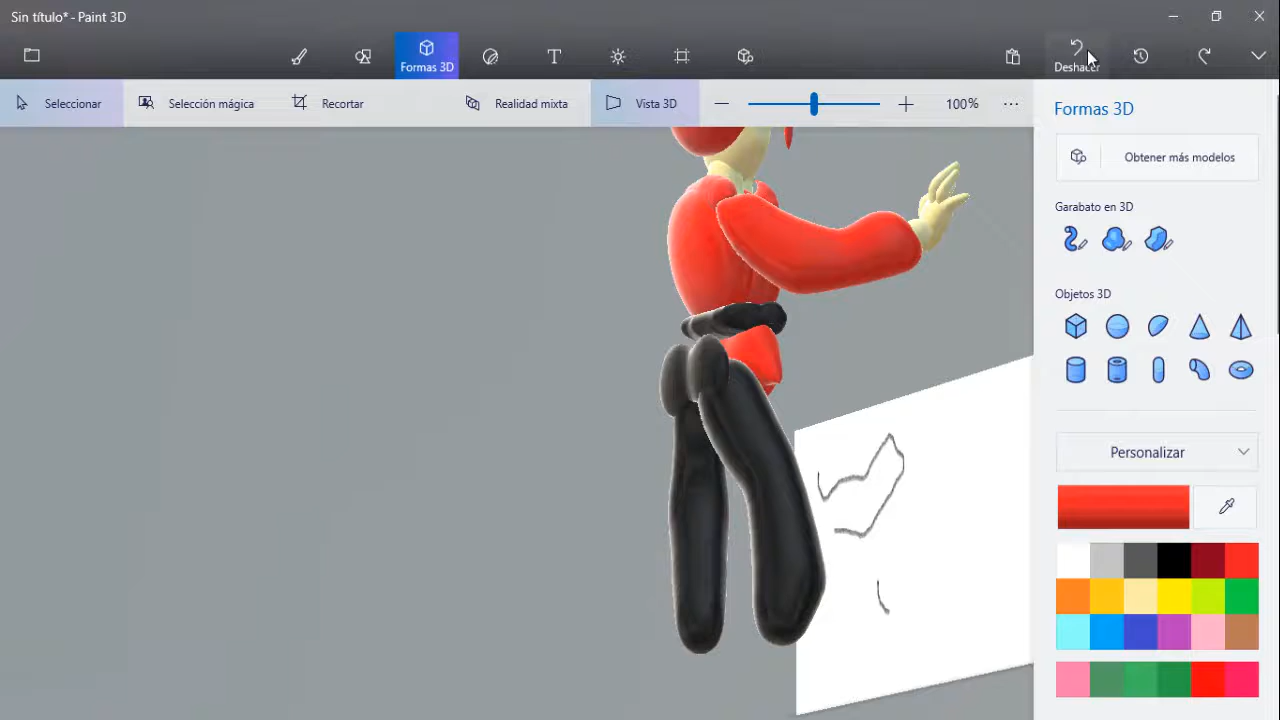 Sin título* - Paint 3D
Formas 3D
Deshacer
Seleccionar
Selección mágica
Recortar
Realidad mixta
Vista 3D
100%
Formas 3D
Obtener más modelos
Garabato en 3D
Objetos 3D
Personalizar